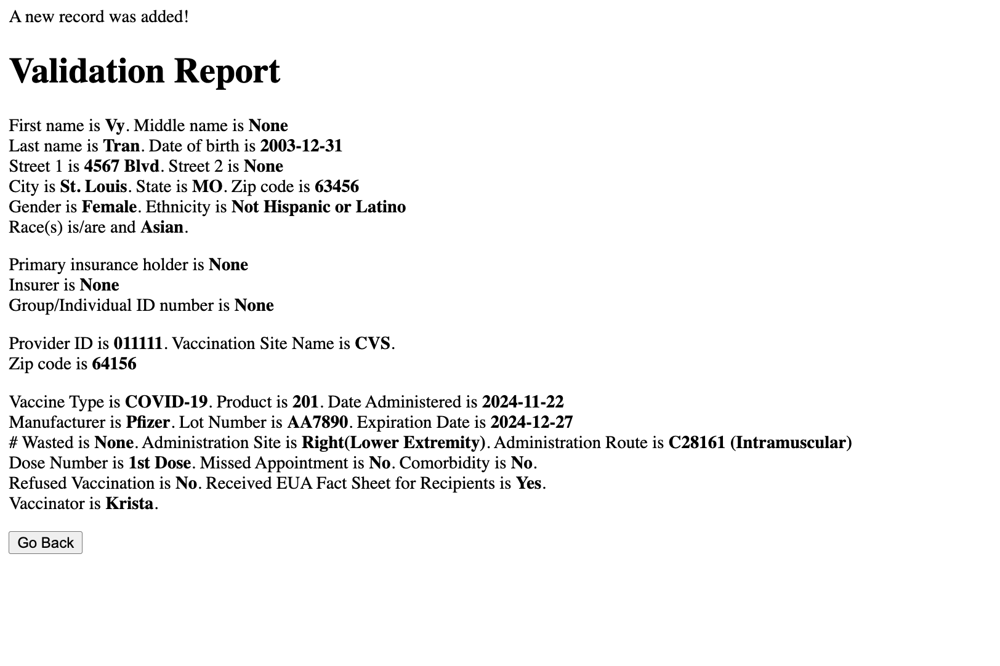 A new record was added!
Validation Report
First name is Vy. Middle name is None
Last name is Tran. Date of birth is 2003-12-31
Street 1 is 4567 Blvd. Street 2 is None
City is St. Louis. State is MO. Zip code is 63456
Gender is Female. Ethnicity is Not Hispanic or Latino
Race(s) is/are and Asian.
Primary insurance holder is None
Insurer is None
Group/Individual ID number is None
Provider ID is 011111. Vaccination Site Name is CVS.
Zip code is 64156
Vaccine Type is COVID-19. Product is 201. Date Administered is 2024-11-22
Manufacturer is Pfizer. Lot Number is AA7890. Expiration Date is 2024-12-27
# Wasted is None. Administration Site is Right(Lower Extremity). Administration Route is C28161 (Intramuscular)
Dose Number is 1st Dose. Missed Appointment is No. Comorbidity is No.
Refused Vaccination is No. Received EUA Fact Sheet for Recipients is Yes.
Vaccinator is Krista.
Go Back